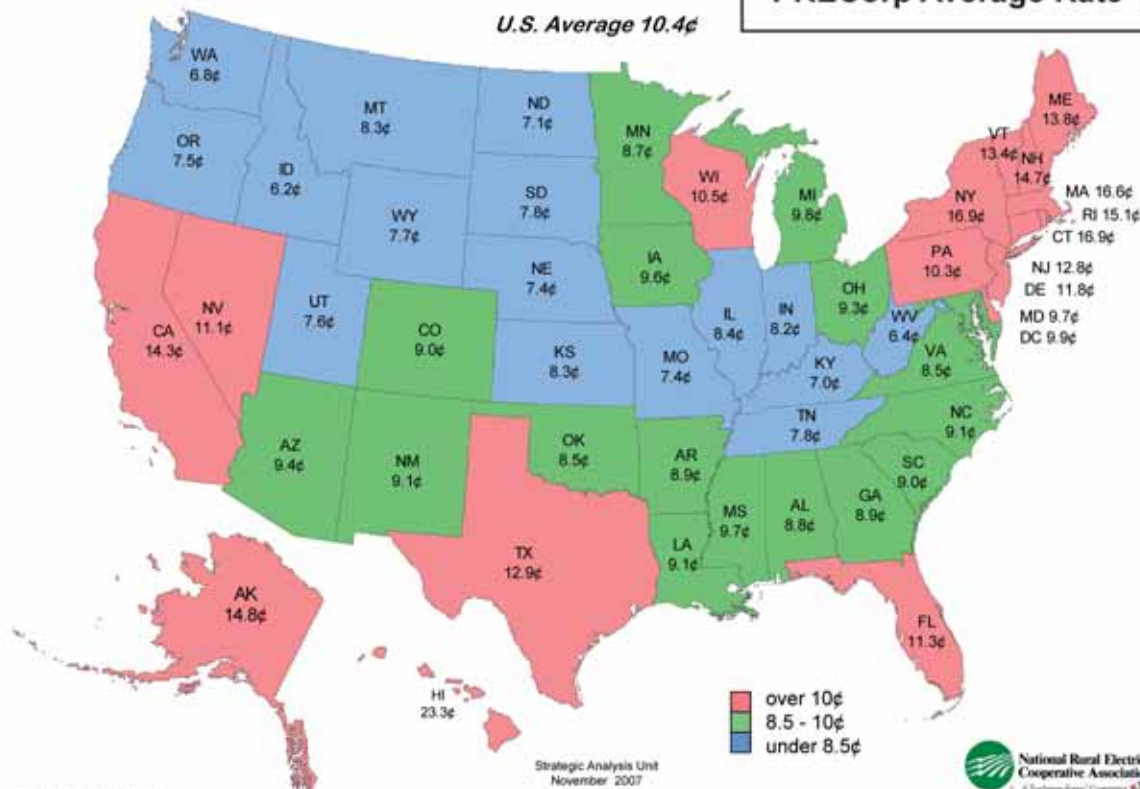 PRECorp Average Rate
U.S. Average 10.4¢
WA
6.8¢
OR
7.5¢
ID
6.2¢
MT
8.3¢
ND
7.1¢
MN
8.7¢
SD
7.8¢
WY
7.7¢
WI
10.5¢
MI
9.8¢
ME
13.8¢
VT
13.4¢
NH
14.7¢
NY
16.9¢
MA 16.6¢
RI 15.1¢
CT 16.9¢
PA
10.3¢
NJ 12.8¢
DE 11.8¢
MD 9.7¢
DC 9.9¢
CA
14.3¢
NV
11.1¢
UT
7.6¢
CO
9.0¢
NE
7.4¢
IA
9.6¢
KS
8.3¢
MO
7.4¢
IL
8.4¢
IN
8.2¢
OH
9.3¢
WV
6.4¢
KY
7.0¢
VA
8.5¢
TN
7.8¢
NC
9.1¢
SC
9.0¢
AZ
9.4¢
NM
9.1¢
OK
8.5¢
AR
8.9¢
MS
9.7¢
AL
8.8¢
GA
8.9¢
LA
9.1¢
TX
12.9¢
FL
11.3¢
AK
14.8¢
HI
23.3¢
over 10¢
8.5 - 10¢
under 8.5¢
Strategic Analysis Unit
November 2007
National Rural Electri
Cooperative Associatio